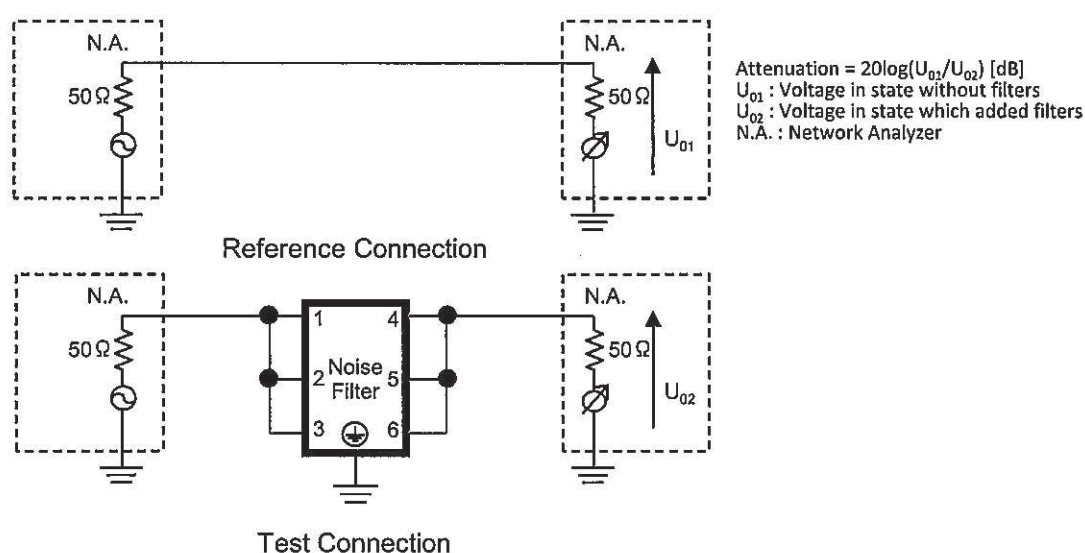 N.A.
50Ω
N.A.
50Ω
U01
Attenuation = 20log(U01/U02) [dB]
U01 : Voltage in state without filters
U02 : Voltage in state which added filters
N.A. : Network Analyzer
Reference Connection
N.A.
50Ω
1
2
3
Noise
Filter
4
5
6
N.A.
50Ω
U02
Test Connection